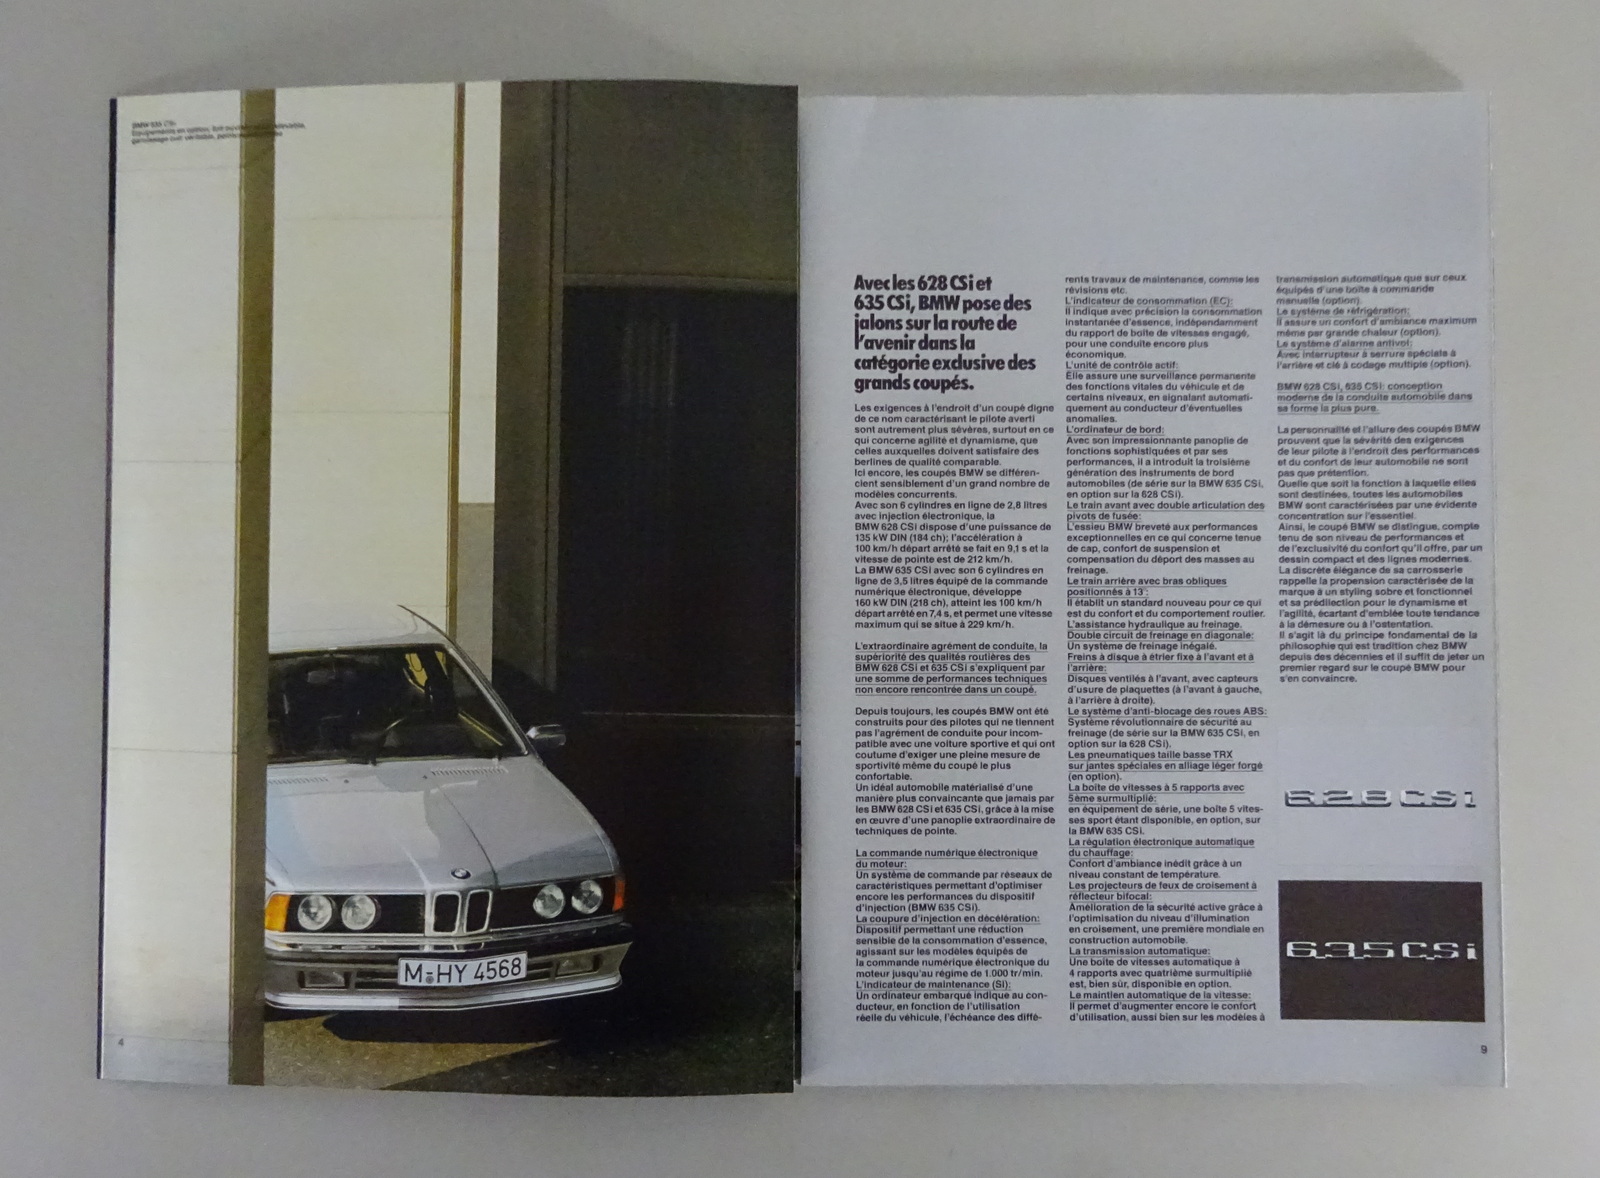 BMW 635 CSi
Équipements en option:
garnissage cuir véritable,
M-HY 4568
4
Avec les 628 CSi et
635 CSi, BMW pose des
jalons sur la route de
l'avenir dans la
catégorie exclusive des
grands coupés.
Les exigences à l'endroit d'un coupé digne
de ce nom caractérisant le pilote averti
sont autrement plus sévères, surtout en ce
qui concerne agilité et dynamisme, que
celles auxquelles doivent satisfaire des
berlines de qualité comparable.
Ici encore, les coupés BMW se différen-
cient sensiblement d'un grand nombre de
modèles concurrents.
Avec son 6 cylindres en ligne de 2,8 litres
avec injection électronique, la
BMW 628 CSi dispose d'une puissance de
135 kW DIN (184 ch); l'accélération à
100 km/h départ arrêté se fait en 9,1 s et la
vitesse de pointe est de 212 km/h.
La BMW 635 CSi avec son 6 cylindres en
ligne de 3,5 litres équipé de la commande
numérique électronique, développe
160 kW DIN (218 ch), atteint les 100 km/h
départ arrêté en 7,4 s, et permet une vitesse
maximum qui se situe à 229 km/h.
L'extraordinaire agrément de conduite, la
supériorité des qualités routières des
BMW 628 CSi et 635 CSi s'expliquent par
une somme de performances techniques
non encore rencontrée dans un coupé.
Depuis toujours, les coupés BMW ont été
construits pour des pilotes qui ne tiennent
pas l'agrément de conduite pour incom-
patible avec une voiture sportive et qui ont
coutume d'exiger une pleine mesure de
sportivité même du coupé le plus
confortable.
Un idéal automobile matérialisé d'une
manière plus convaincante que jamais par
les BMW 628 CSi et 635 CSi, grâce à la mise
en œuvre d'une panoplie extraordinaire de
techniques de pointe.
La commande numérique électronique
du moteur:
Un système de commande par réseaux de
caractéristiques permettant d'optimiser
encore les performances du dispositif
d'injection (BMW 635 CSi).
La coupure d'injection en décélération:
Dispositif permettant une réduction
sensible de la consommation d'essence,
agissant sur les modèles équipés de
la commande numérique électronique du
moteur jusqu'au régime de 1.000 tr/min.
L'indicateur de maintenance (SI):
Un ordinateur embarqué indique au con-
ducteur, en fonction de l'utilisation
réelle du véhicule, l'échéance des diffé-
rents travaux de maintenance, comme les
révisions etc.
L'indicateur de consommation (EC):
Il indique avec précision la consommation
instantanée d'essence, indépendamment
du rapport de boîte de vitesses engagé,
pour une conduite encore plus
économique.
L'unité de contrôle actif:
Elle assure une surveillance permanente
des fonctions vitales du véhicule et de
certains niveaux, en signalant automati-
quement au conducteur d'éventuelles
anomalies.
L'ordinateur de bord:
Avec son impressionnante panoplie de
fonctions sophistiquées et par ses
performances, il a introduit la troisième
génération des instruments de bord
automobiles (de série sur la BMW 635 CSi,
en option sur la 628 CSi).
Le train avant avec double articulation des
pivots de fusée:
L'essieu BMW breveté aux performances
exceptionnelles en ce qui concerne tenue
de cap, confort de suspension et
compensation du déport des masses au
freinage.
Le train arrière avec bras obliques
positionnés à 13°:
Il établit un standard nouveau pour ce qui
est du confort et du comportement routier.
L'assistance hydraulique au freinage.
Double circuit de freinage en diagonale:
Un système de freinage inégalé.
Freins à disque à étrier fixe à l'avant et à
l'arrière:
Disques ventilés à l'avant, avec capteurs
d'usure de plaquettes (à l'avant à gauche,
à l'arrière à droite).
Le système d'anti-blocage des roues ABS:
Système révolutionnaire de sécurité au
freinage (de série sur la BMW 635 CSi, en
option sur la 628 CSi).
Les pneumatiques taille basse TRX
sur jantes spéciales en alliage léger forgé
(en option).
La boîte de vitesses à 5 rapports avec
5ème surmultiplié:
en équipement de série, une boîte 5 vites-
ses sport étant disponible, en option, sur
la BMW 635 CSi.
La régulation électronique automatique
du chauffage:
Confort d'ambiance inédit grâce à un
niveau constant de température.
Les projecteurs de feux de croisement à
réflecteur bifocal:
Amélioration de la sécurité active grâce à
l'optimisation du niveau d'illumination
en croisement, une première mondiale en
construction automobile.
La transmission automatique:
Une boîte de vitesses automatique à
4 rapports avec quatrième surmultiplié
est, bien sûr, disponible en option.
Le maintien automatique de la vitesse:
Il permet d'augmenter encore le confort
d'utilisation, aussi bien sur les modèles à
transmission automatique que sur ceux
équipés d'une boîte à commande
manuelle (option).
Le système de réfrigération:
Il assure un confort d'ambiance maximum
même par grande chaleur (option).
Le système d'alarme antivol:
Avec interrupteur à serrure spéciale à
l'arrière et clé à codage multiple (option).
BMW 628 CSi, 635 CSi: conception
moderne de la conduite automobile dans
sa forme la plus pure.
La personnalité et l'allure des coupés BMW
prouvent que la sévérité des exigences
de leur pilote à l'endroit des performances
et du confort de leur automobile ne sont
pas que prétention.
Quelle que soit la fonction à laquelle elles
sont destinées, toutes les automobiles
BMW sont caractérisées par une évidente
concentration sur l'essentiel.
Ainsi, le coupé BMW se distingue, compte
tenu de son niveau de performances et
de l'exclusivité du confort qu'il offre, par un
dessin compact et des lignes modernes.
La discrète élégance de sa carrosserie
rappelle la propension caractérisée de la
marque à un styling sobre et fonctionnel
et sa prédilection pour le dynamisme et
l'agilité, écartant d'emblée toute tendance
à la démesure ou à l'ostentation.
Il s'agit là du principe fondamental de la
philosophie qui est tradition chez BMW
depuis des décennies et il suffit de jeter un
premier regard sur le coupé BMW pour
s'en convaincre.
628 CSi
635 CSi
9